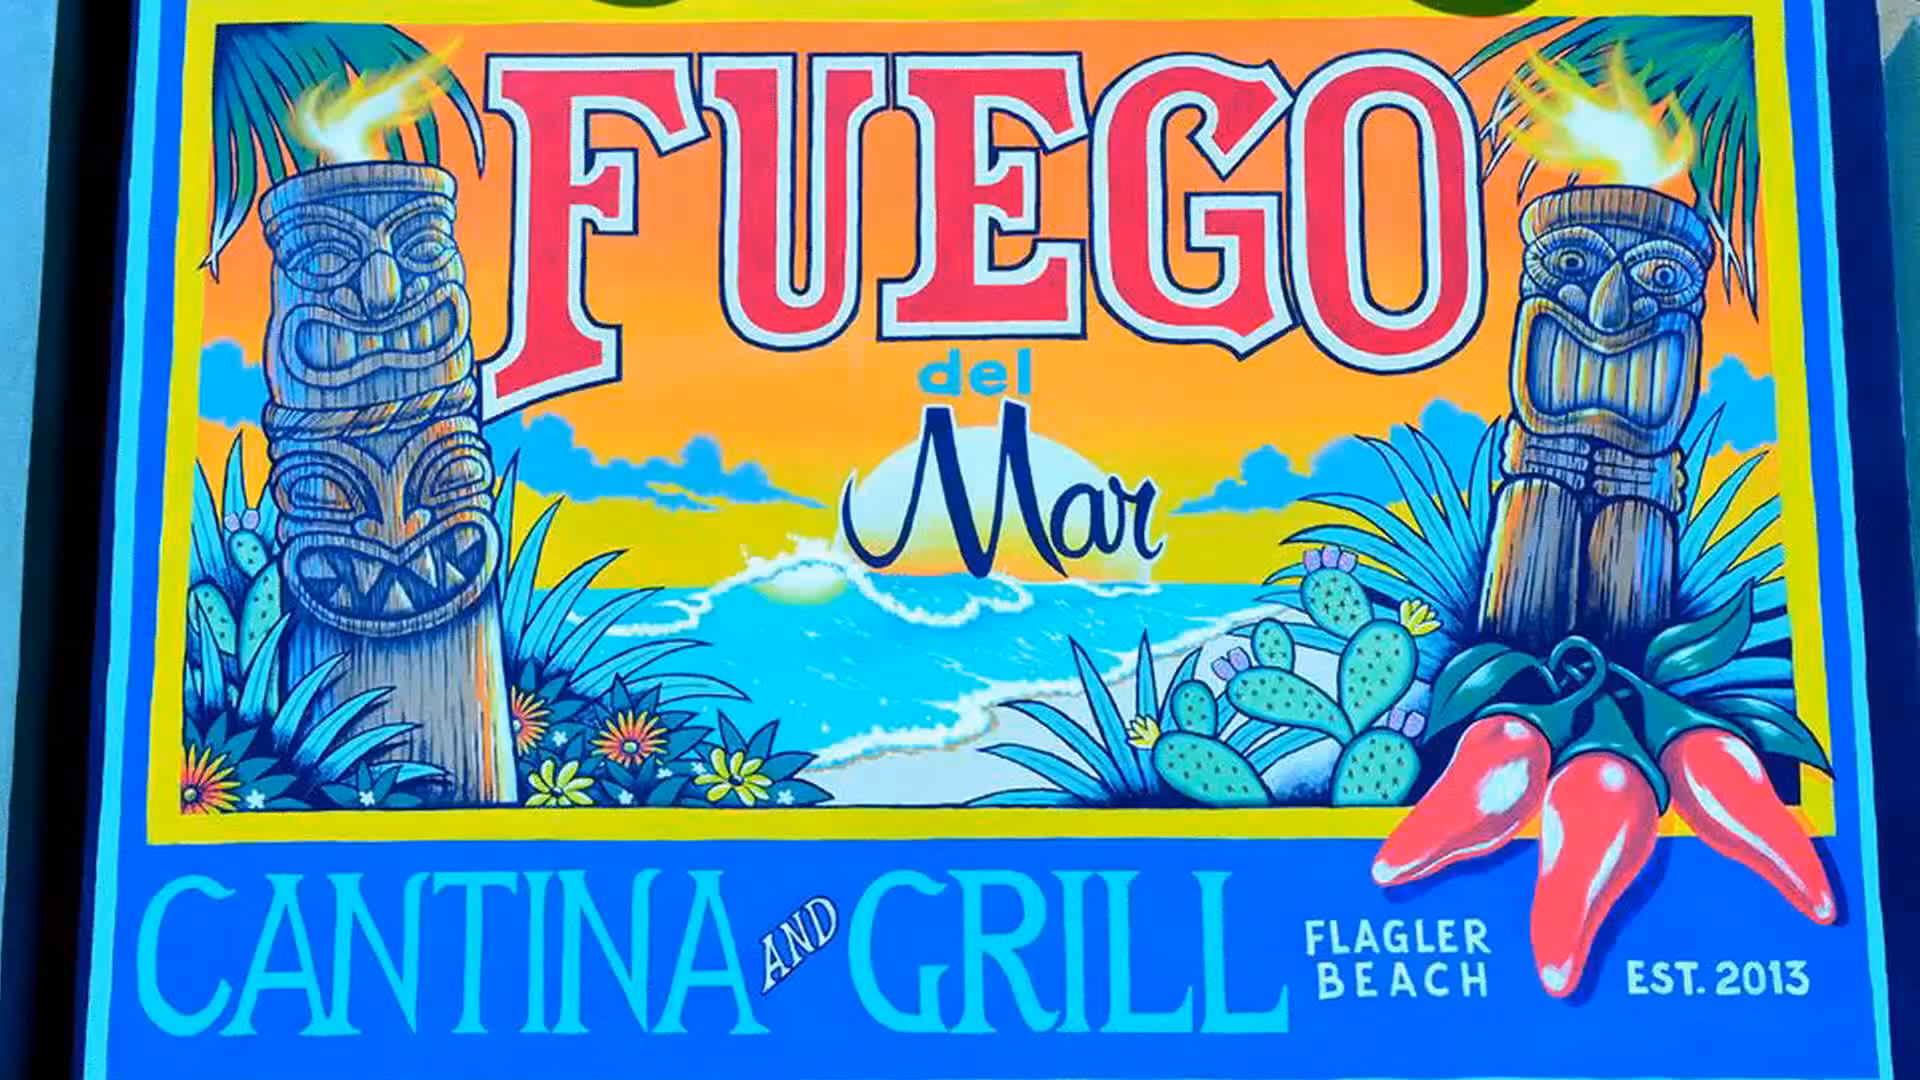 FUEGO
del
Mar
CANTINA AND GRILL
FLAGLER
BEACH
EST. 2013